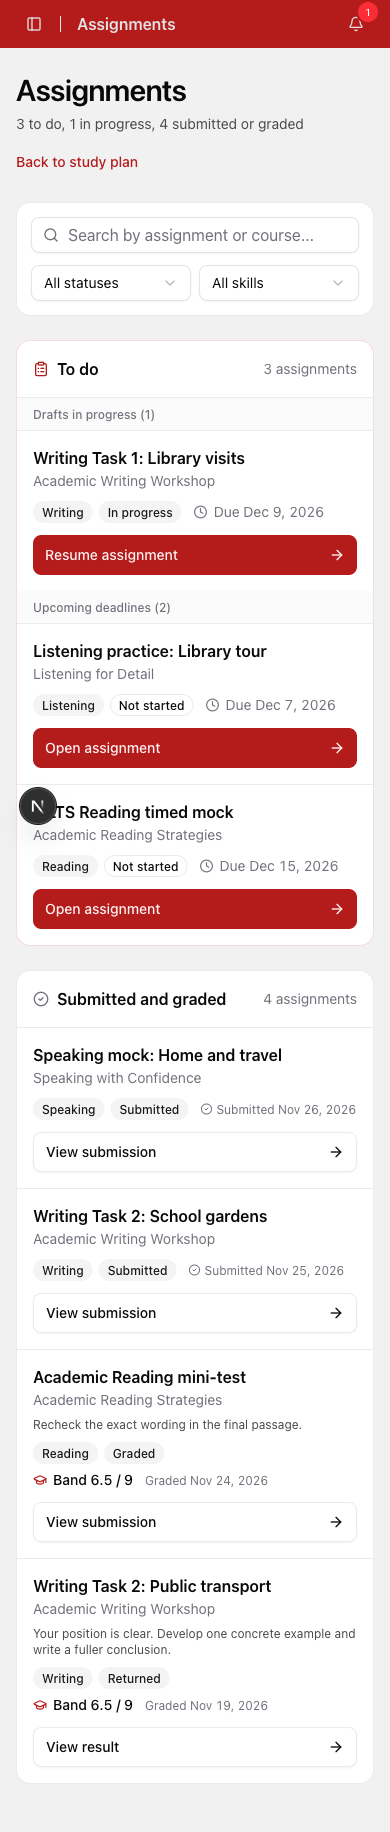 Assignments
1
Assignments
3 to do, 1 in progress, 4 submitted or graded
Back to study plan
Search by assignment or course...
All statuses
All skills
To do
3 assignments
Drafts in progress (1)
Writing Task 1: Library visits
Academic Writing Workshop
Writing
In progress
Due Dec 9, 2026
Resume assignment
Upcoming deadlines (2)
Listening practice: Library tour
Listening for Detail
Listening
Not started
Due Dec 7, 2026
Open assignment
N
TS Reading timed mock
Academic Reading Strategies
Reading
Not started
Due Dec 15, 2026
Open assignment
Submitted and graded
4 assignments
Speaking mock: Home and travel
Speaking with Confidence
Speaking
Submitted
Submitted Nov 26, 2026
View submission
Writing Task 2: School gardens
Academic Writing Workshop
Writing
Submitted
Submitted Nov 25, 2026
View submission
Academic Reading mini-test
Academic Reading Strategies
Recheck the exact wording in the final passage.
Reading
Graded
Band 6.5 / 9
Graded Nov 24, 2026
View submission
Writing Task 2: Public transport
Academic Writing Workshop
Your position is clear. Develop one concrete example and
write a fuller conclusion.
Writing
Returned
Band 6.5 / 9
Graded Nov 19, 2026
View result